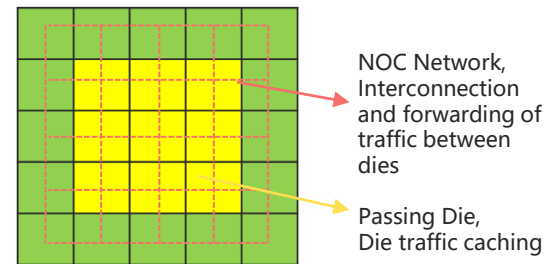 NOC Network,
Interconnection
and forwarding of
traffic between
dies
Passing Die,
Die traffic caching